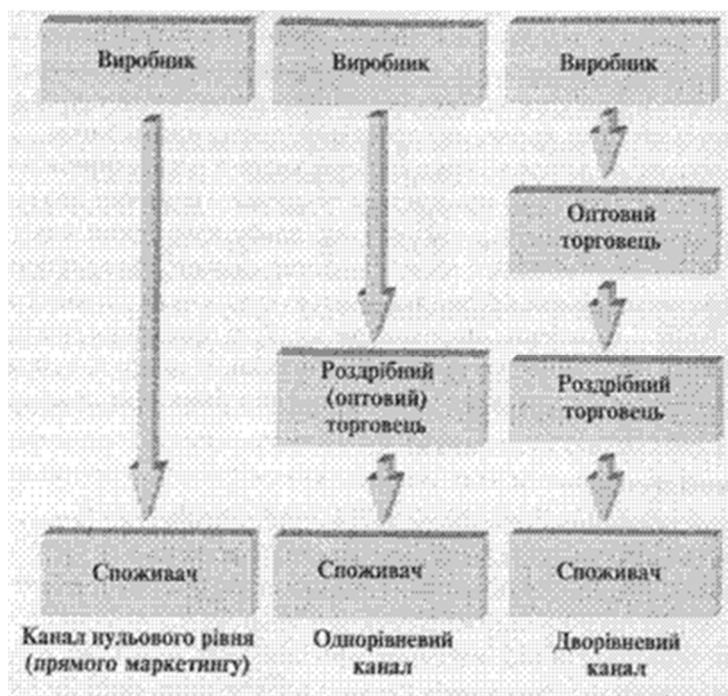 Виробник
Виробник
Виробник
Оптовий
торговець
Роздрібний
(оптовий)
торговець
Роздрібний
торговець
Споживач
Споживач
Споживач
Канал нульового рівня
(прямого маркетингу)
Однорівневий
канал
Дворівневий
канал